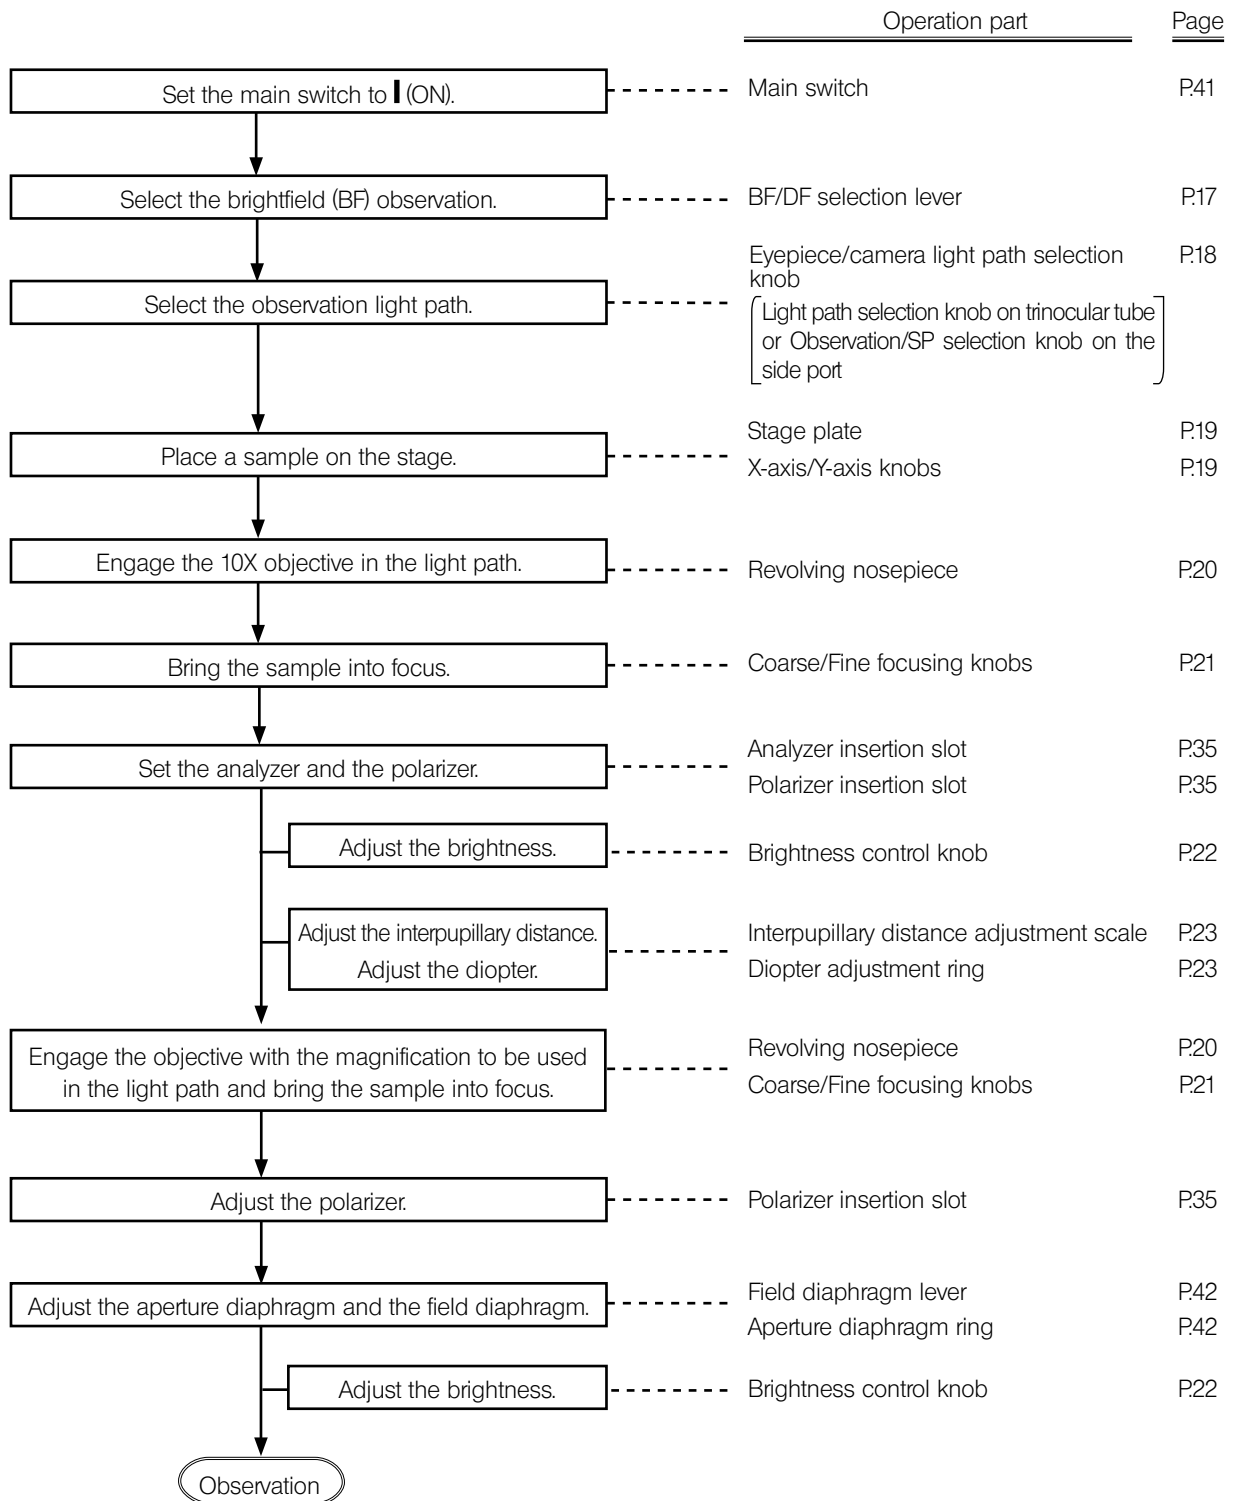 Operation part Page
Set the main switch to I (ON). Main switch P.41
Select the brightfield (BF) observation. BF/DF selection lever P.17
Eyepiece/camera light path selection P.18
knob
Select the observation light path. Light path selection knob on trinocular tube
or Observation/SP selection knob on the
side port
Stage plate P.19
Place a sample on the stage. X-axis/Y-axis knobs P.19
Engage the 10X objective in the light path. Revolving nosepiece P.20
Bring the sample into focus. Coarse/Fine focusing knobs P.21
Analyzer insertion slot P.35
Set the analyzer and the polarizer. Polarizer insertion slot P.35
Adjust the brightness. Brightness control knob P.22
Adjust the interpupillary distance. Interpupillary distance adjustment scale P.23
Adjust the diopter. Diopter adjustment ring P.23
Engage the objective with the magnification to be used Revolving nosepiece P.20
in the light path and bring the sample into focus. Coarse/Fine focusing knobs P.21
Adjust the polarizer. Polarizer insertion slot P.35
Field diaphragm lever P.42
Adjust the aperture diaphragm and the field diaphragm. Aperture diaphragm ring P.42
Adjust the brightness. Brightness control knob P.22
Observation